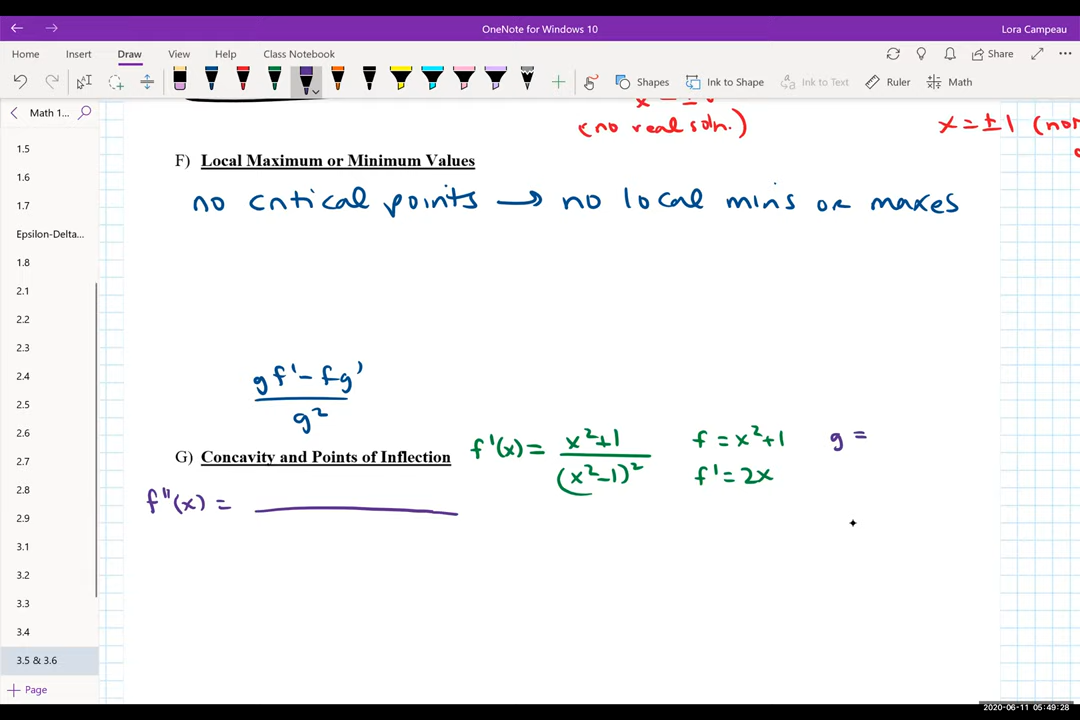 OneNote for Windows 10
Lora Campeau
Home Insert Draw View Help Class Notebook Share
Shapes Ink to Shape Ink to Text Ruler Math
Math 1...
1.5
1.6
1.7
Epsilon-Delta...
1.8
2.1
2.2
2.3
2.4
2.5
2.6
2.7
2.8
2.9
3.1
3.2
3.3
3.4
3.5 & 3.6
Page
(no real soln.)
x = ±1 (non
F) Local Maximum or Minimum Values
no critical points → no local mins or maxes
gf' - fg'
g²
G) Concavity and Points of Inflection
f'(x) = x²+1
(x²-1)²
f = x²+1
f' = 2x
g =
f''(x) =
2020-06-11 05:49:28